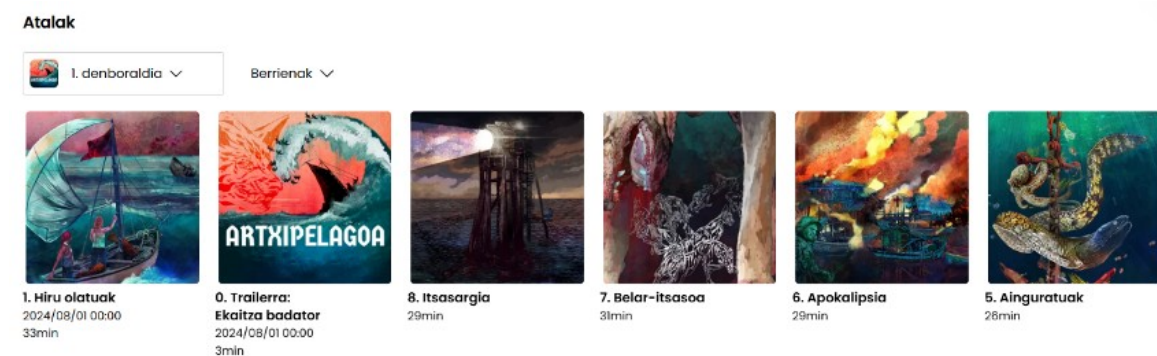 Atalak
1. denboraldia
Berrienak
ARTXIPELAGOA
1. Hiru olatuak
2024/08/01 00:00
33min
0. Trailerra:
Ekaitza badator
2024/08/01 00:00
3min
8. Itsasargia
29min
7. Belar-itsasoa
31min
6. Apokalipsia
29min
5. Ainguratuak
26min